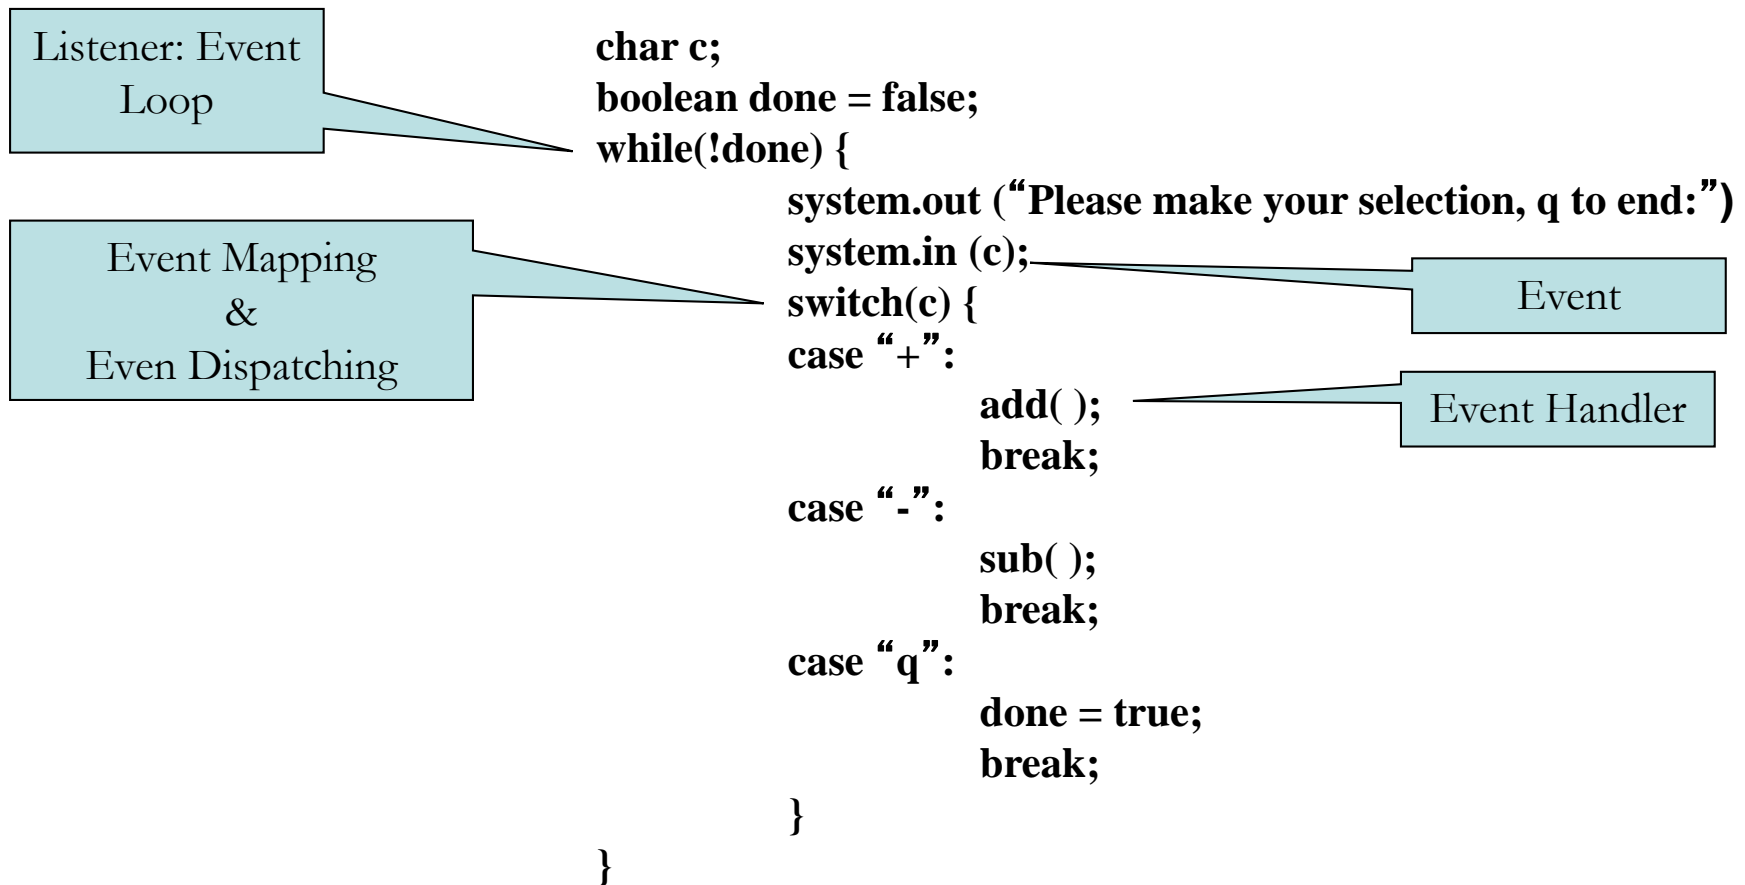 Listener: Event
Loop
char c;
boolean done = false;
while(!done) {
system.out (“Please make your selection, q to end:”)
Event Mapping
&
Even Dispatching
system.in (c);
Event
switch(c) {
case “+”:
add( );
Event Handler
break;
case “-”:
sub( );
break;
case “q”:
done = true;
break;
}
}